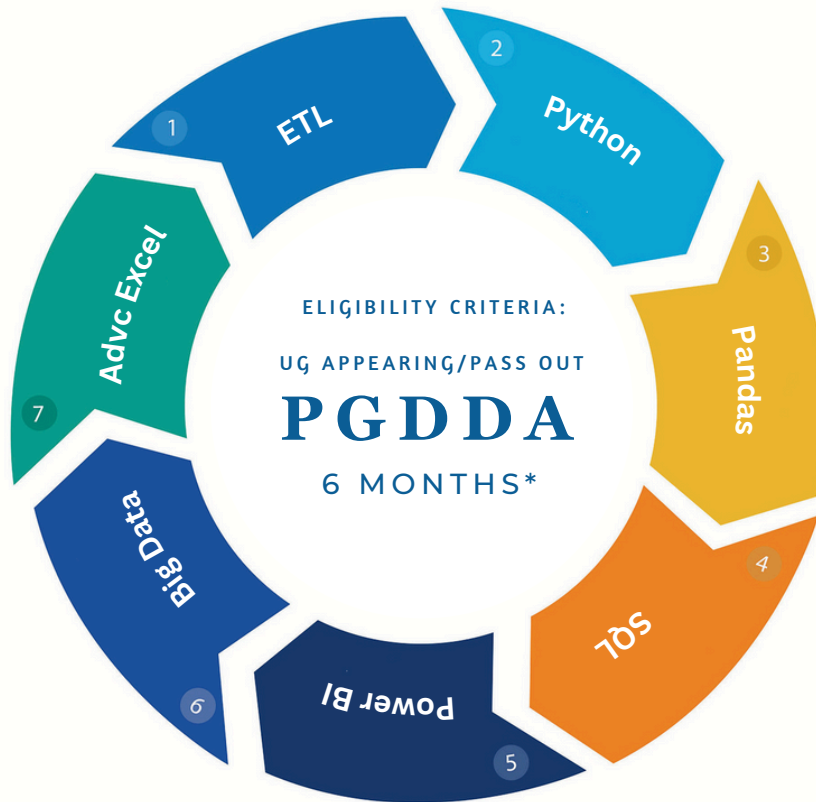 1
ETL
2
Python
3
Pandas
4
SQL
5
Power BI
6
Big Data
7
Advc Excel
ELIGIBILITY CRITERIA:
UG APPEARING/PASS OUT
PGDDA
6 MONTHS*